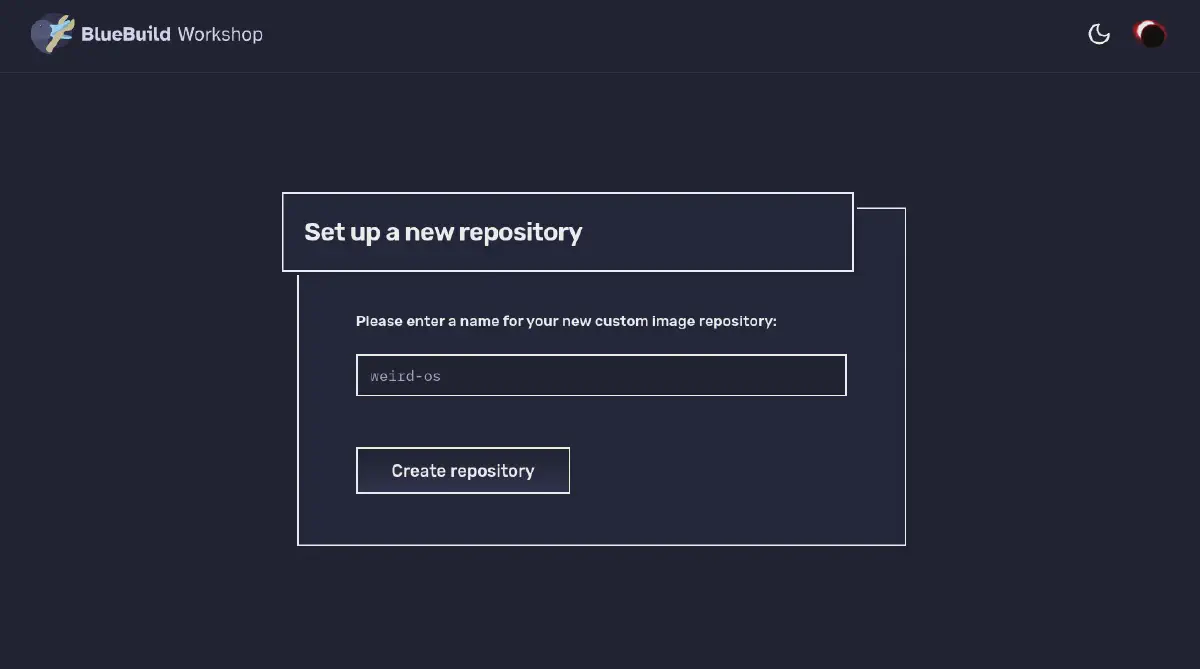 BlueBuild Workshop
Set up a new repository
Please enter a name for your new custom image repository:
weird-os
Create repository